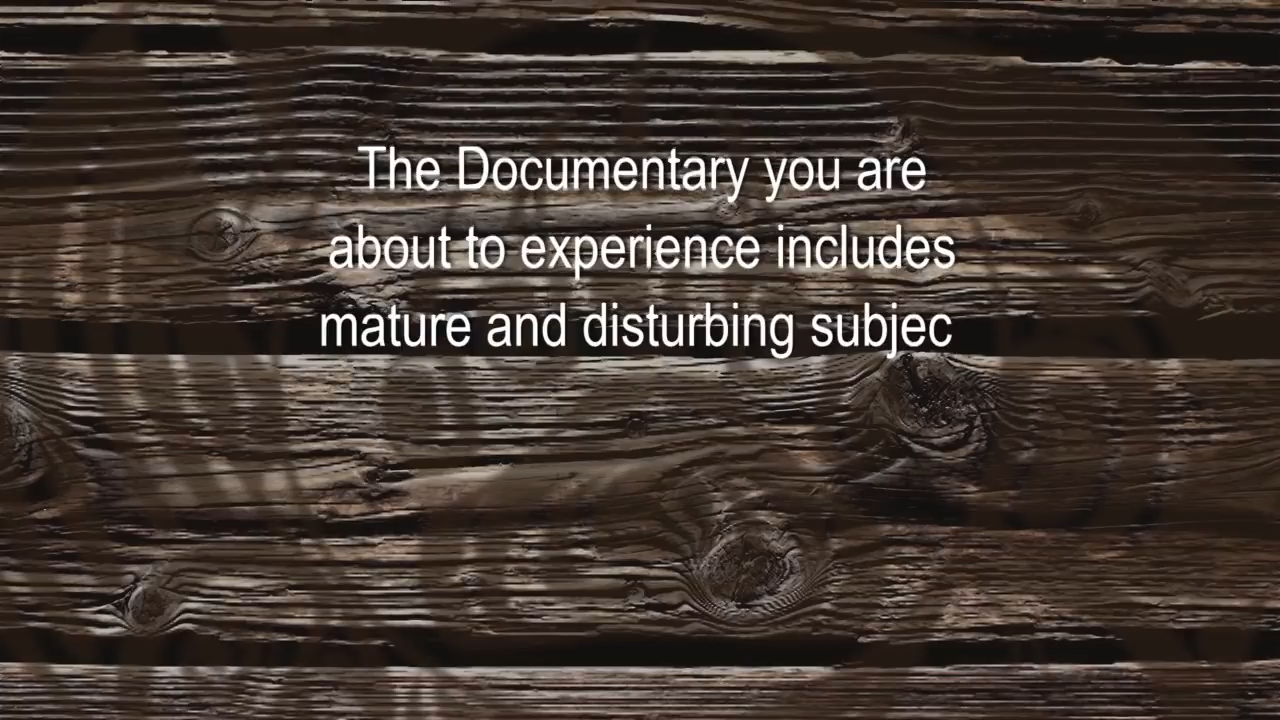 The Documentary you are
about to experience includes
mature and disturbing subjec